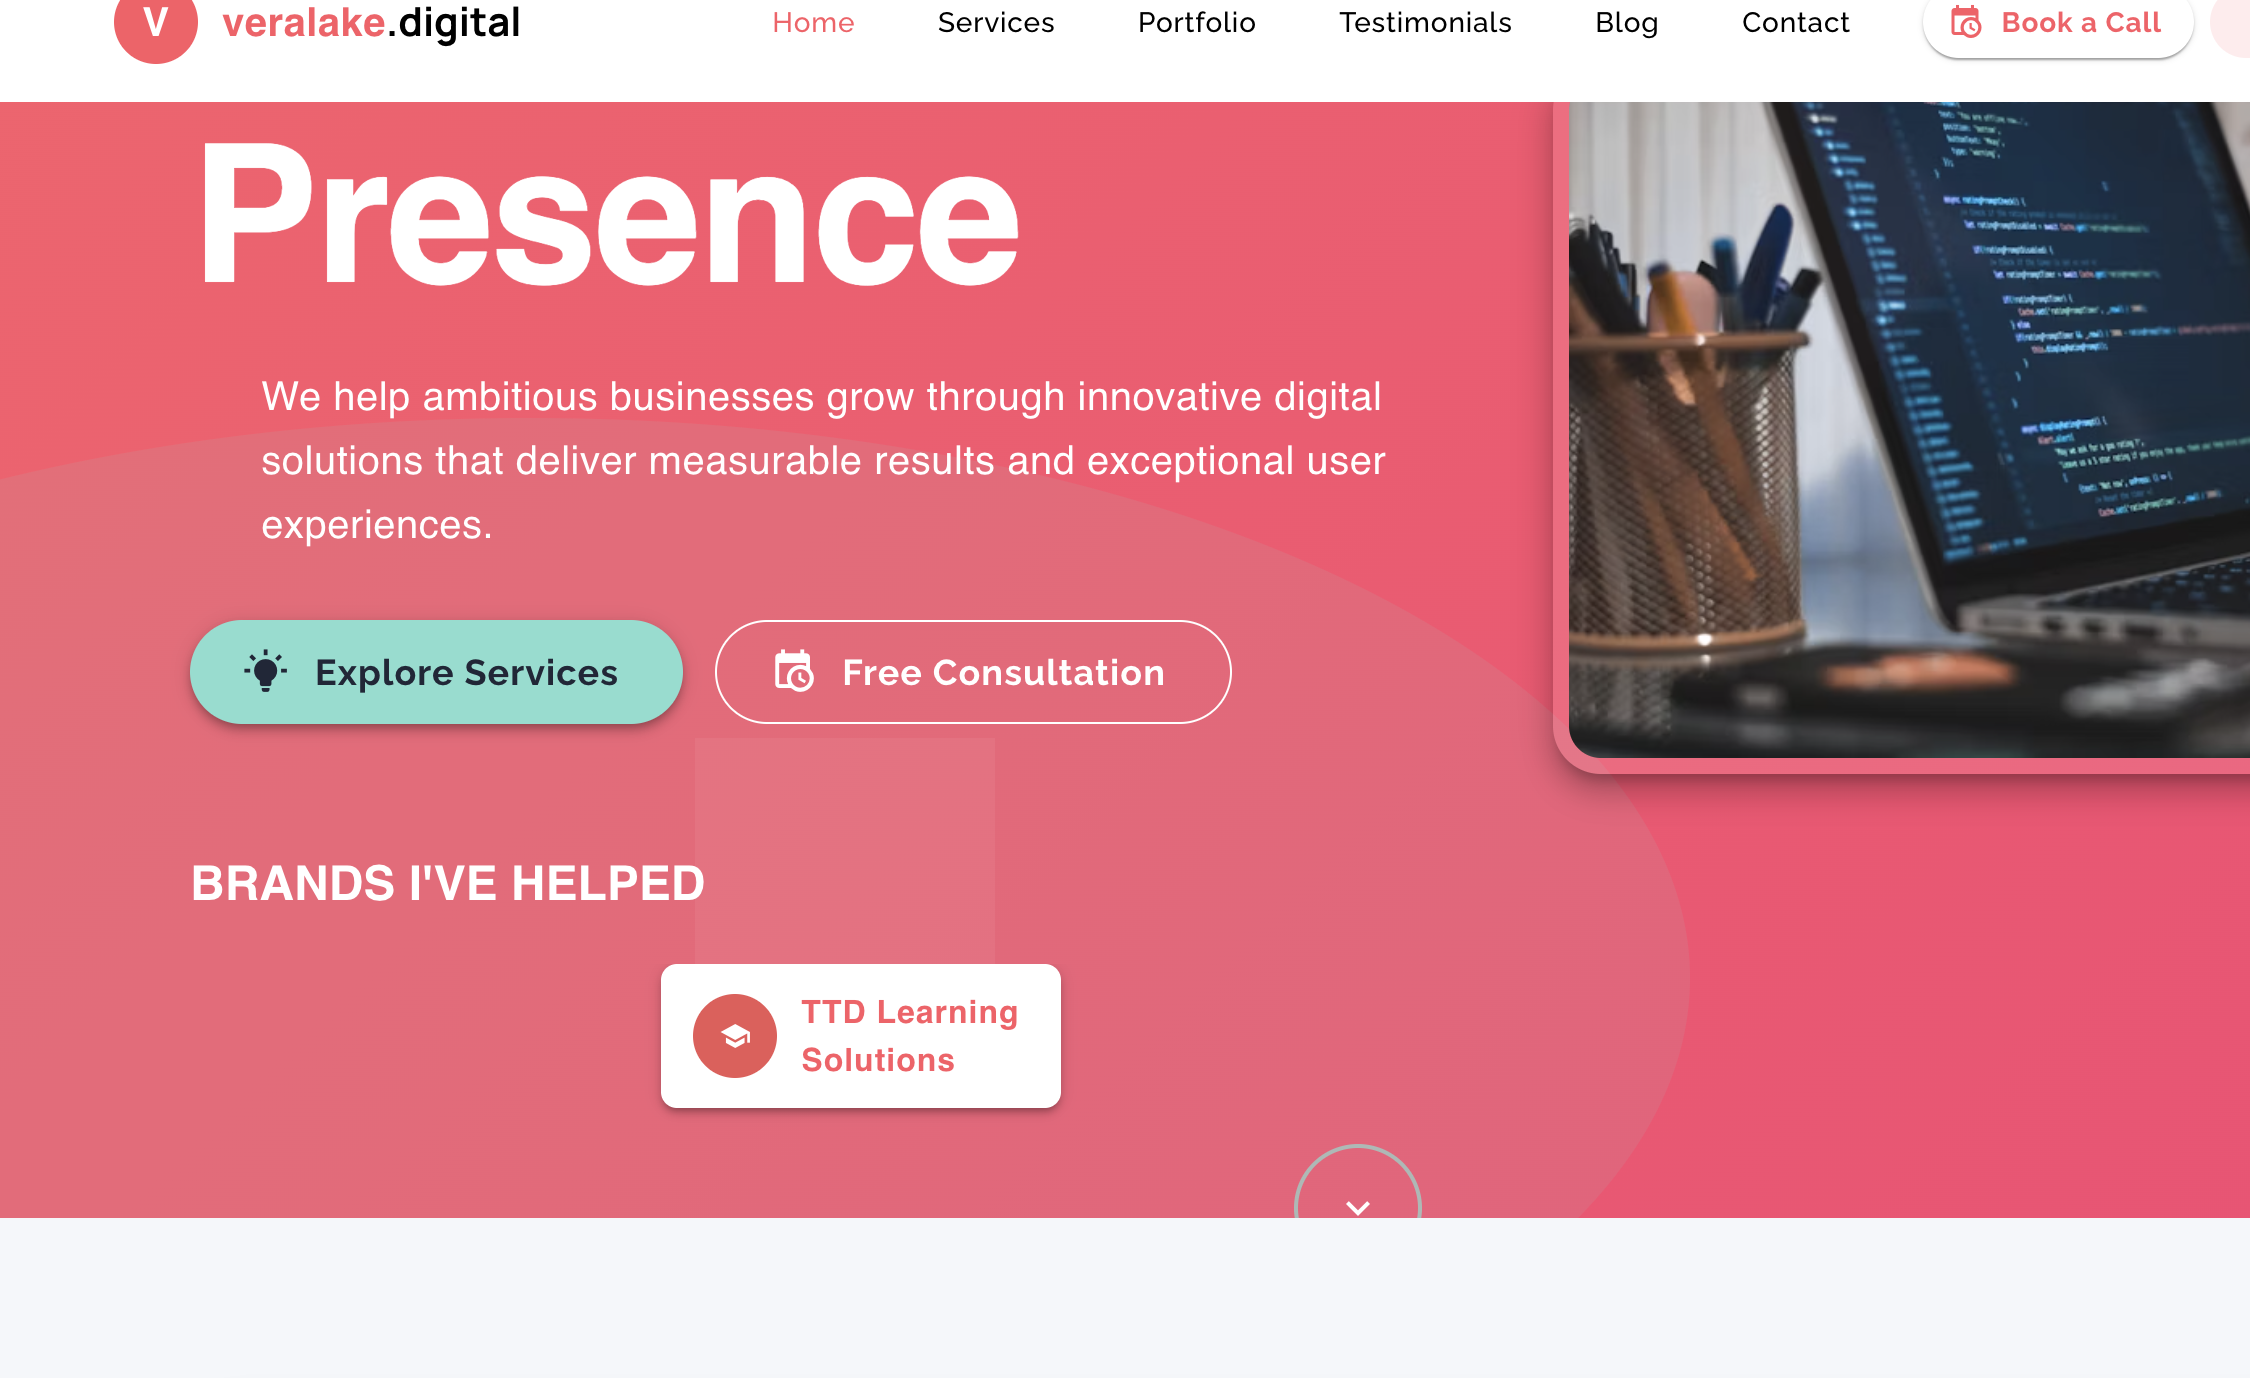 V veralake.digital Home Services Portfolio Testimonials Blog Contact Book a Call
Presence
We help ambitious businesses grow through innovative digital
solutions that deliver measurable results and exceptional user
experiences.
Explore Services Free Consultation
BRANDS I'VE HELPED
TTD Learning
Solutions